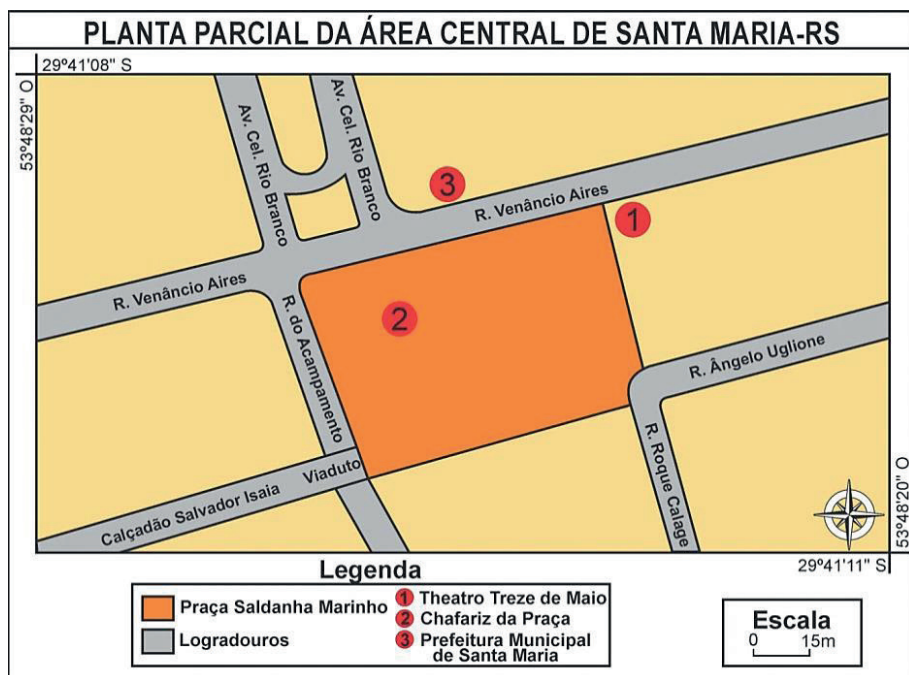 PLANTA PARCIAL DA ÁREA CENTRAL DE SANTA MARIA-RS
29º41'08" S
53º48'29" O
Av. Cel. Rio Branco
Av. Cel. Rio Branco
3
R. Venâncio Aires
1
R. Venâncio Aires
2
R. do Acampamento
R. Ângelo Uglione
R. Roque Calage
Viaduto
Calçadão Salvador Isaia
53º48'20" O
29º41'11" S
Legenda
Praça Saldanha Marinho
Logradouros
1 Theatro Treze de Maio
2 Chafariz da Praça
3 Prefeitura Municipal
de Santa Maria
Escala
0 15m